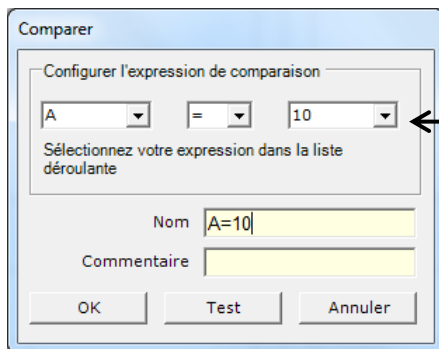 Comparer
Configurer l'expression de comparaison
A = 10
Sélectionnez votre expression dans la liste
déroulante
Nom A=10
Commentaire
OK Test Annuler